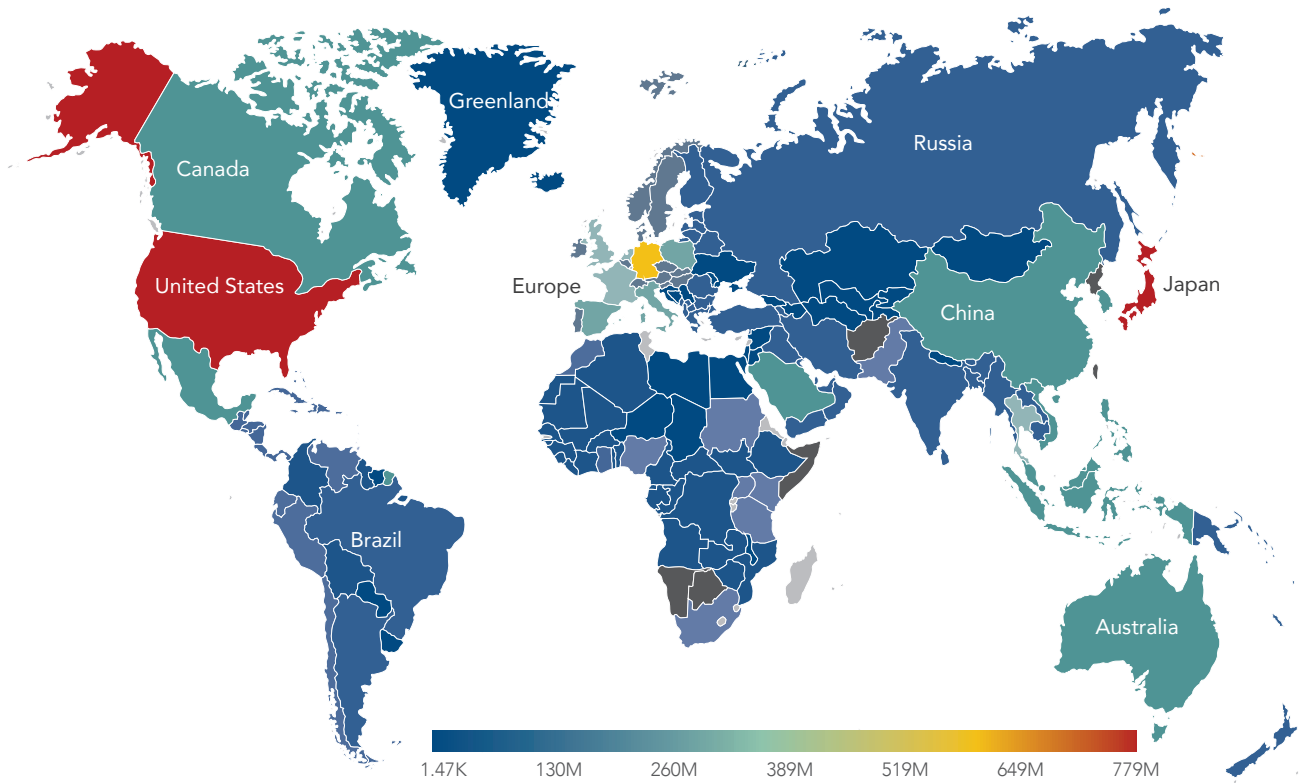 Greenland
Russia
Canada
United States
Europe
Japan
China
Brazil
Australia
1.47K 130M 260M 389M 519M 649M 779M